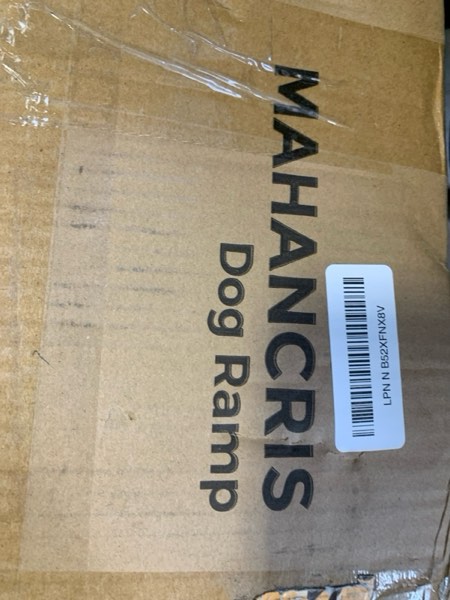 MAHANCRIS
Dog Ramp
LPN N B52XFNX8V